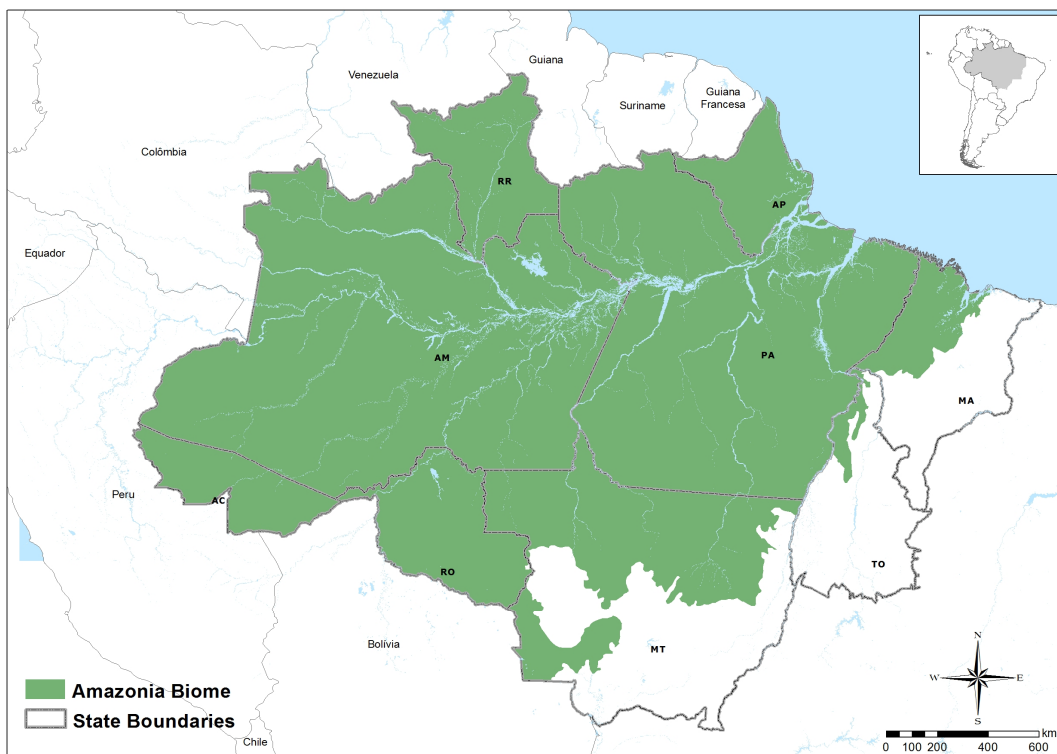 Venezuela
Guiana
Suriname
Guiana
Francesa
Colômbia
RR
AP
Equador
AM
PA
MA
Peru
AC
RO
TO
Bolívia
MT
N
W
E
S
Amazonia Biome
State Boundaries
Chile
km
0 100 200 400 600